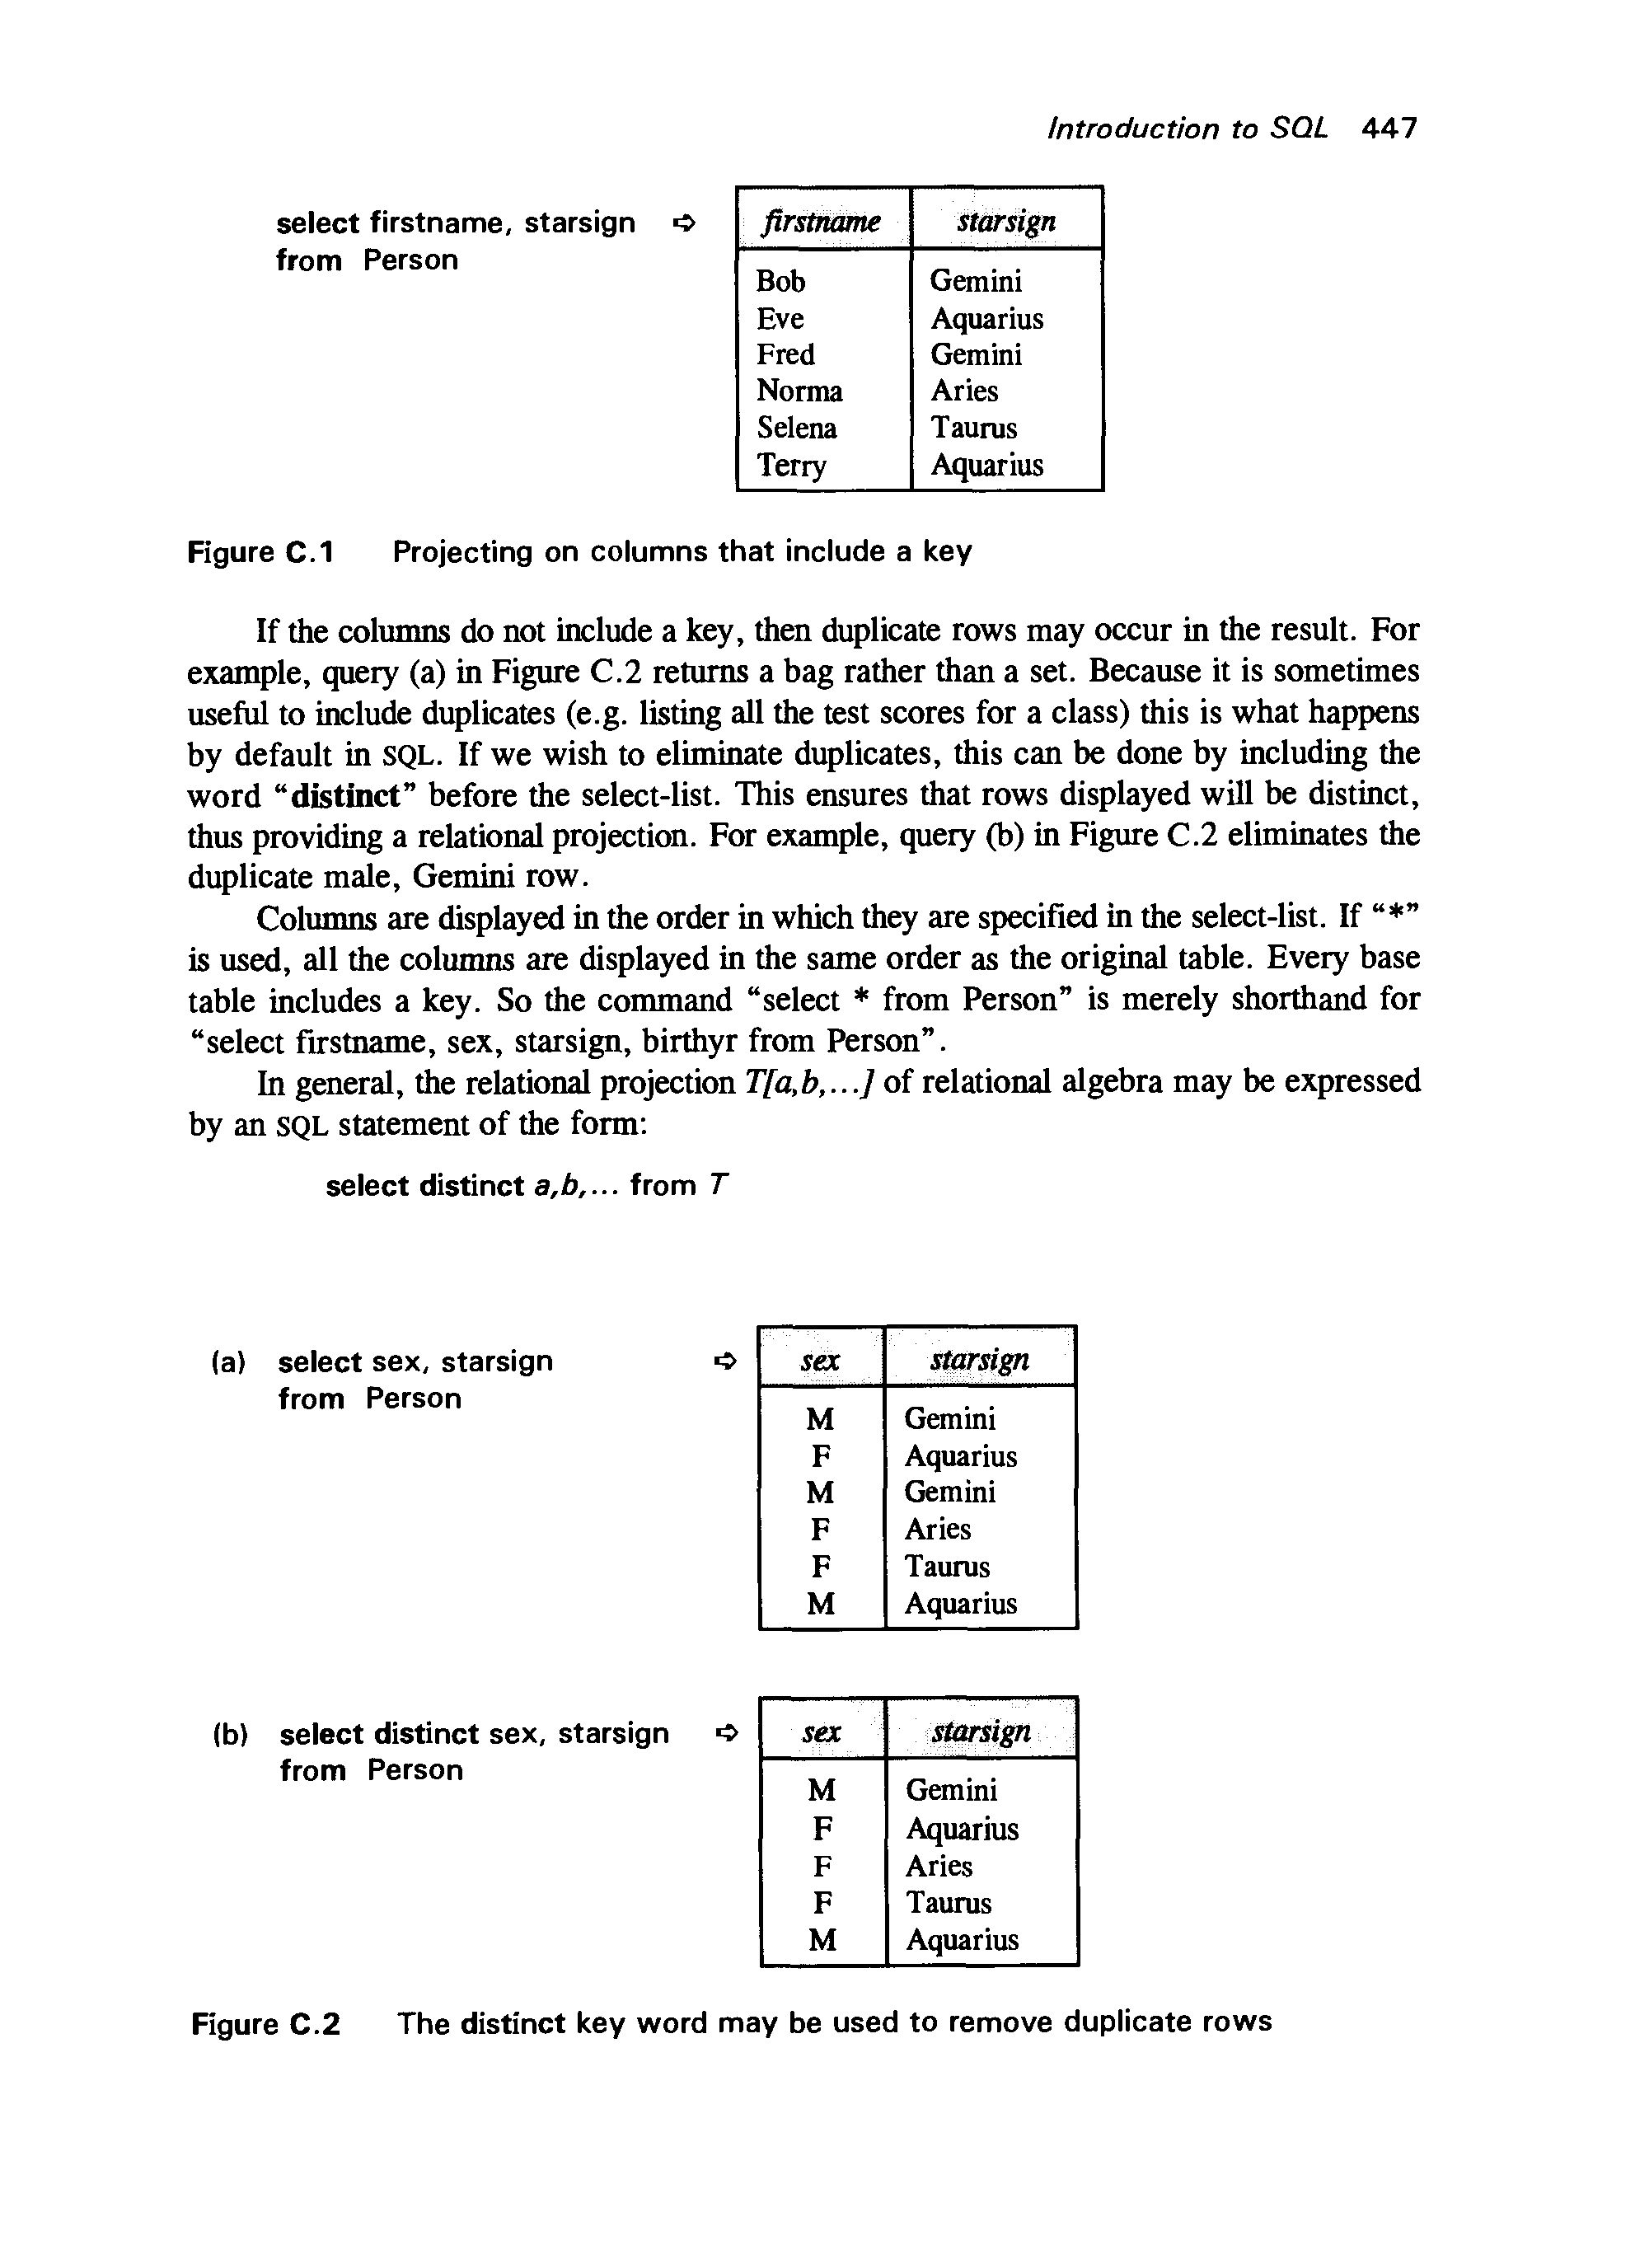 Introduction to SQL 447
select firstname, starsign ➪
from Person
firstname starsign
Bob Gemini
Eve Aquarius
Fred Gemini
Norma Aries
Selena Taurus
Terry Aquarius
Figure C.1 Projecting on columns that include a key
If the columns do not include a key, then duplicate rows may occur in the result. For
example, query (a) in Figure C.2 returns a bag rather than a set. Because it is sometimes
useful to include duplicates (e.g. listing all the test scores for a class) this is what happens
by default in SQL. If we wish to eliminate duplicates, this can be done by including the
word “distinct” before the select-list. This ensures that rows displayed will be distinct,
thus providing a relational projection. For example, query (b) in Figure C.2 eliminates the
duplicate male, Gemini row.
Columns are displayed in the order in which they are specified in the select-list. If “*”
is used, all the columns are displayed in the same order as the original table. Every base
table includes a key. So the command “select * from Person” is merely shorthand for
“select firstname, sex, starsign, birthyr from Person”.
In general, the relational projection T[a,b,...] of relational algebra may be expressed
by an SQL statement of the form:
select distinct a,b,... from T
(a) select sex, starsign ➪
from Person
sex starsign
M Gemini
F Aquarius
M Gemini
F Aries
F Taurus
M Aquarius
(b) select distinct sex, starsign ➪
from Person
sex starsign
M Gemini
F Aquarius
F Aries
F Taurus
M Aquarius
Figure C.2 The distinct key word may be used to remove duplicate rows